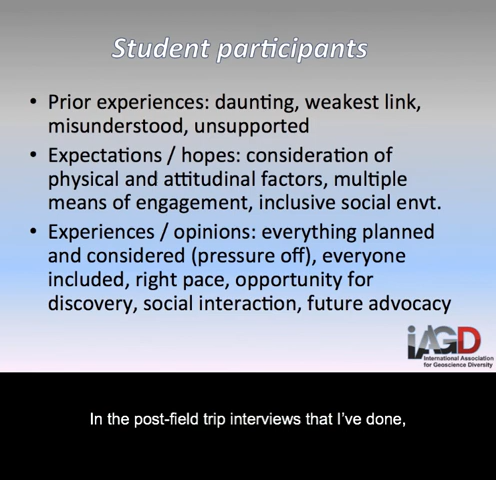 Student participants
• Prior experiences: daunting, weakest link,
misunderstood, unsupported
• Expectations / hopes: consideration of
physical and attitudinal factors, multiple
means of engagement, inclusive social envt.
• Experiences / opinions: everything planned
and considered (pressure off), everyone
included, right pace, opportunity for
discovery, social interaction, future advocacy
iAGD
International Association
for Geoscience Diversity
In the post-field trip interviews that I've done,